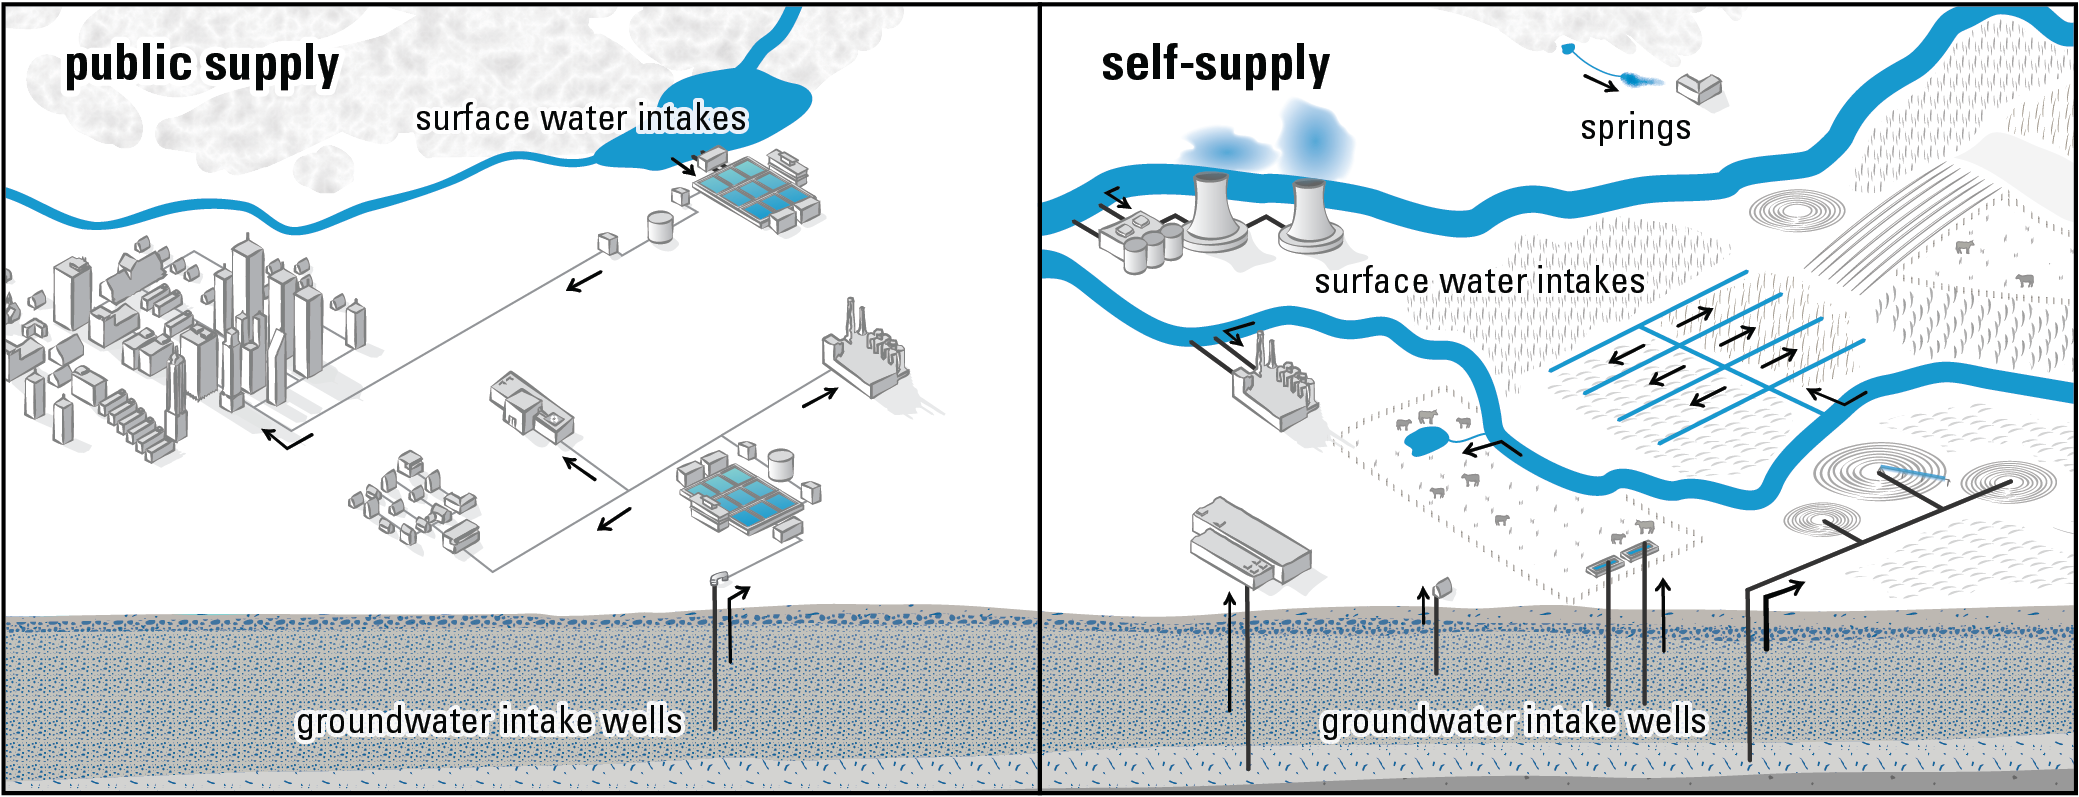 public supply
surface water intakes
groundwater intake wells
self-supply
springs
surface water intakes
groundwater intake wells